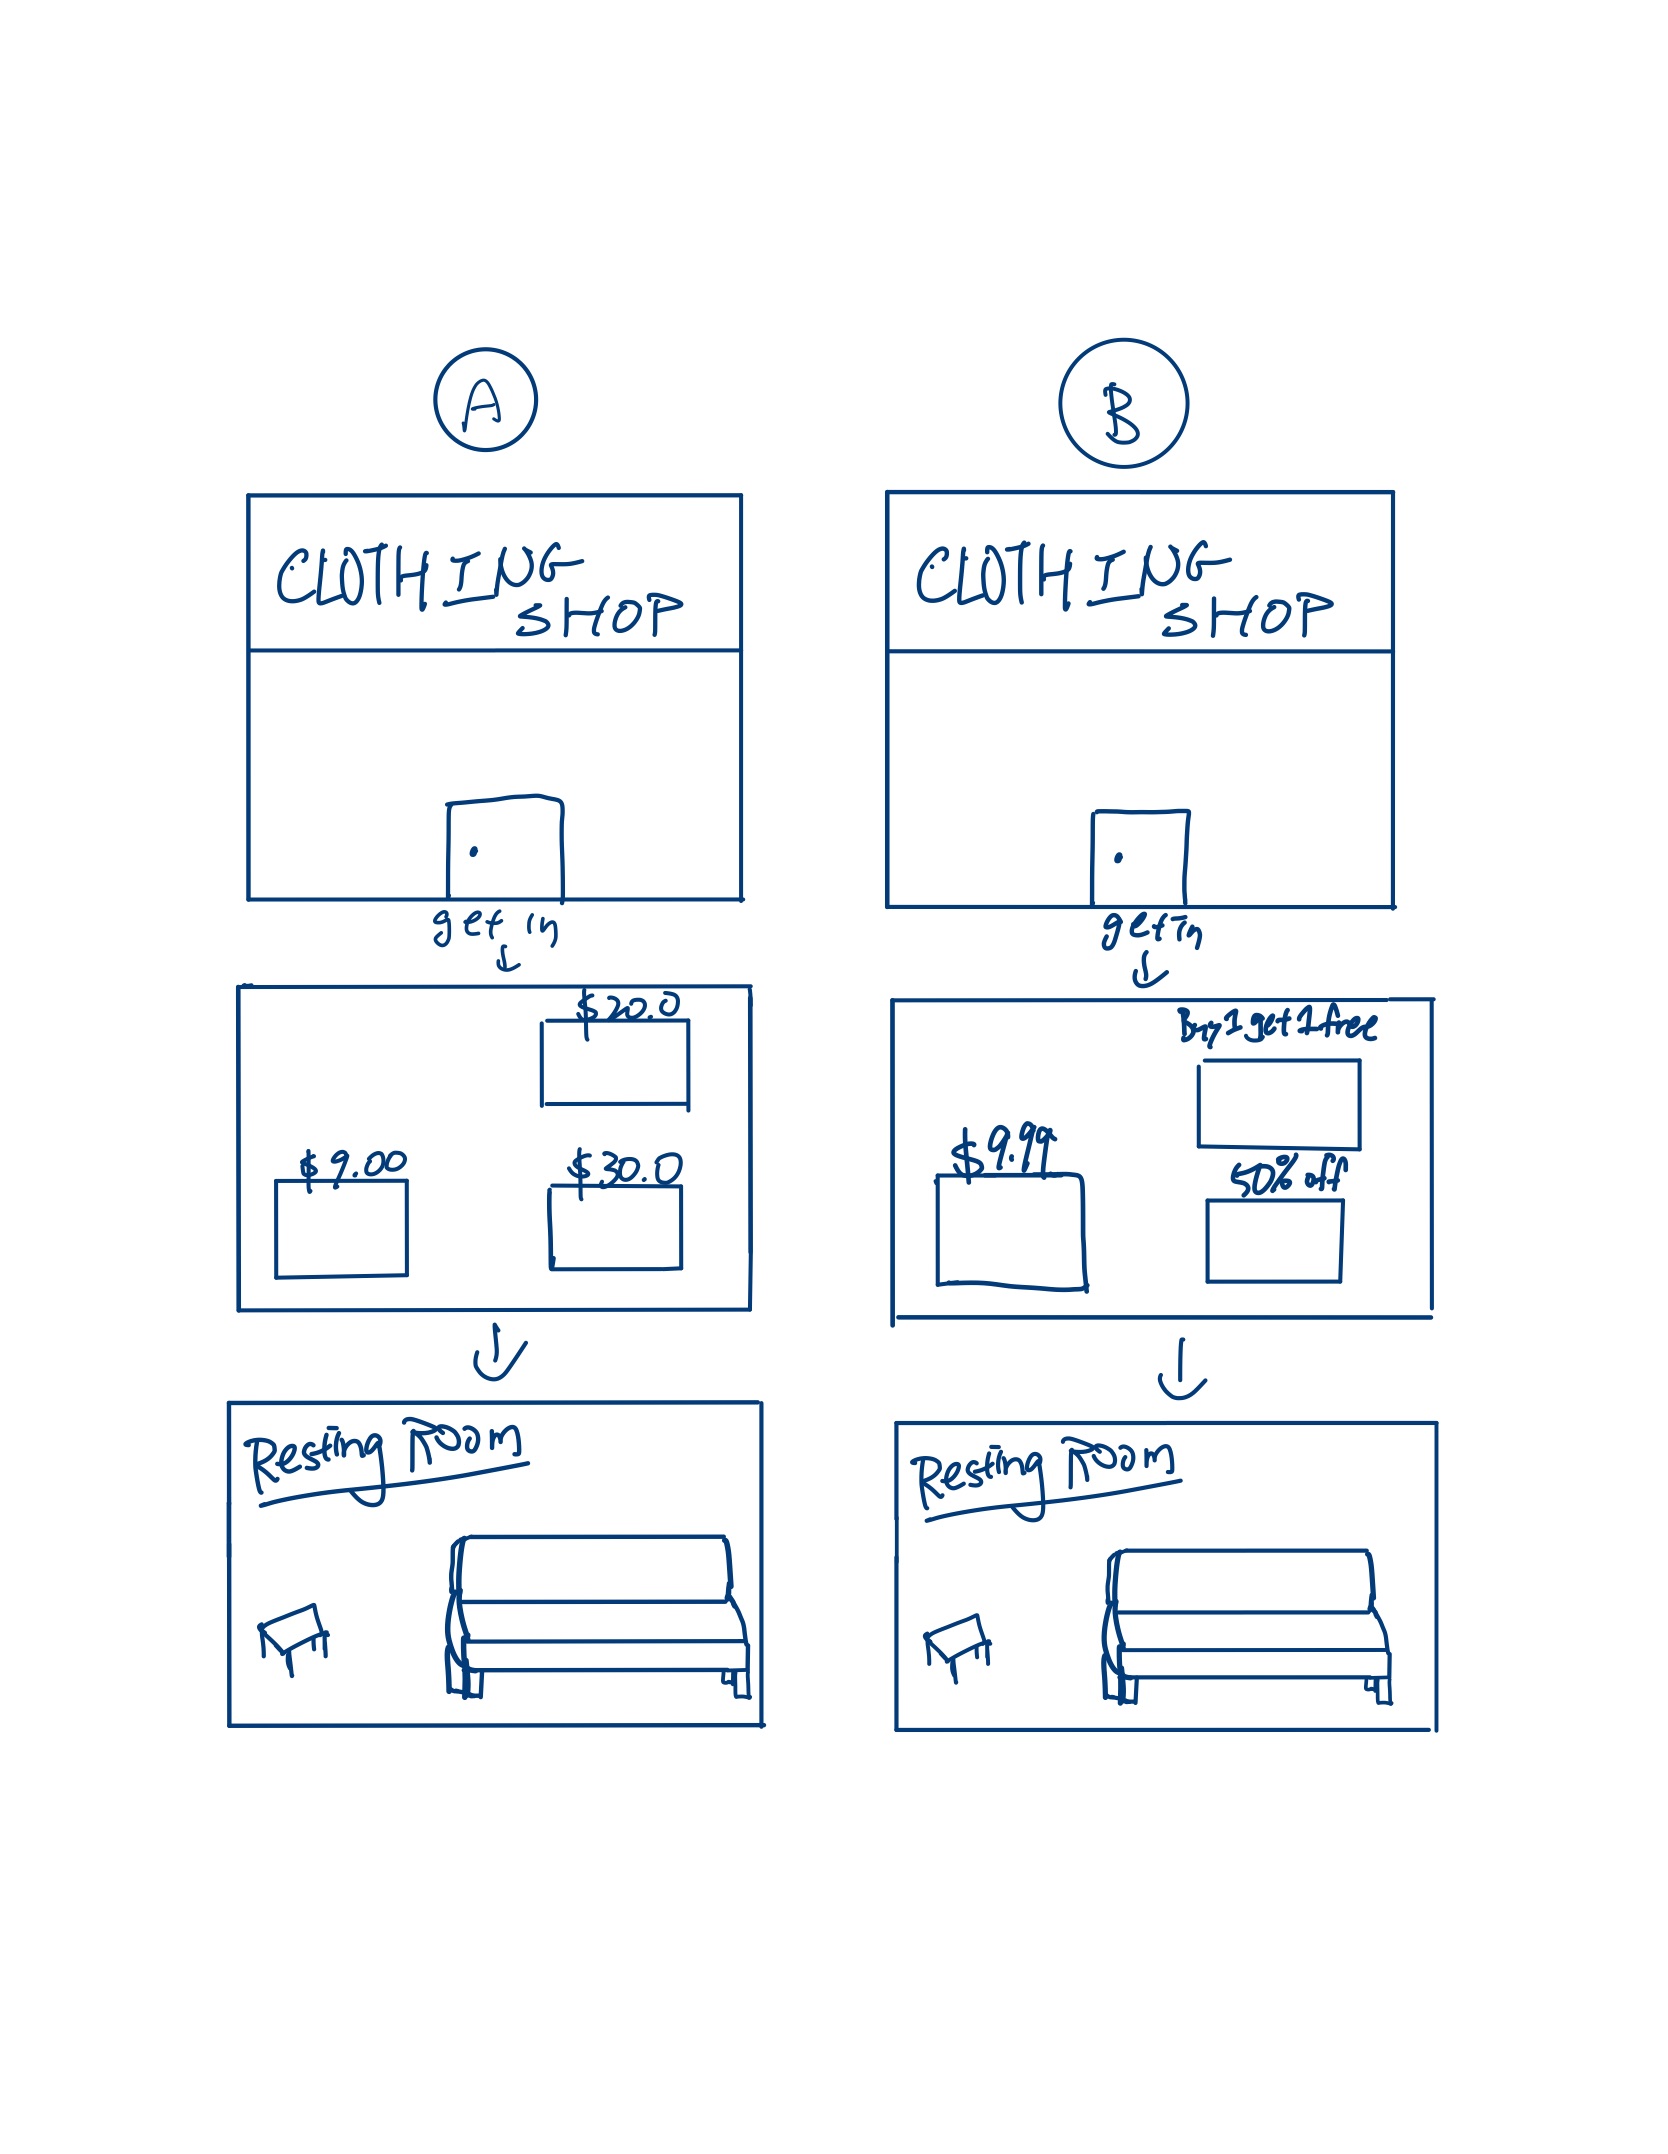 A
CLOTHING
SHOP
get in
$20.0
$9.00
$30.0
Resting Room
B
CLOTHING
SHOP
get in
Buy 1 get 1 free
$9.99
50% off
Resting Room